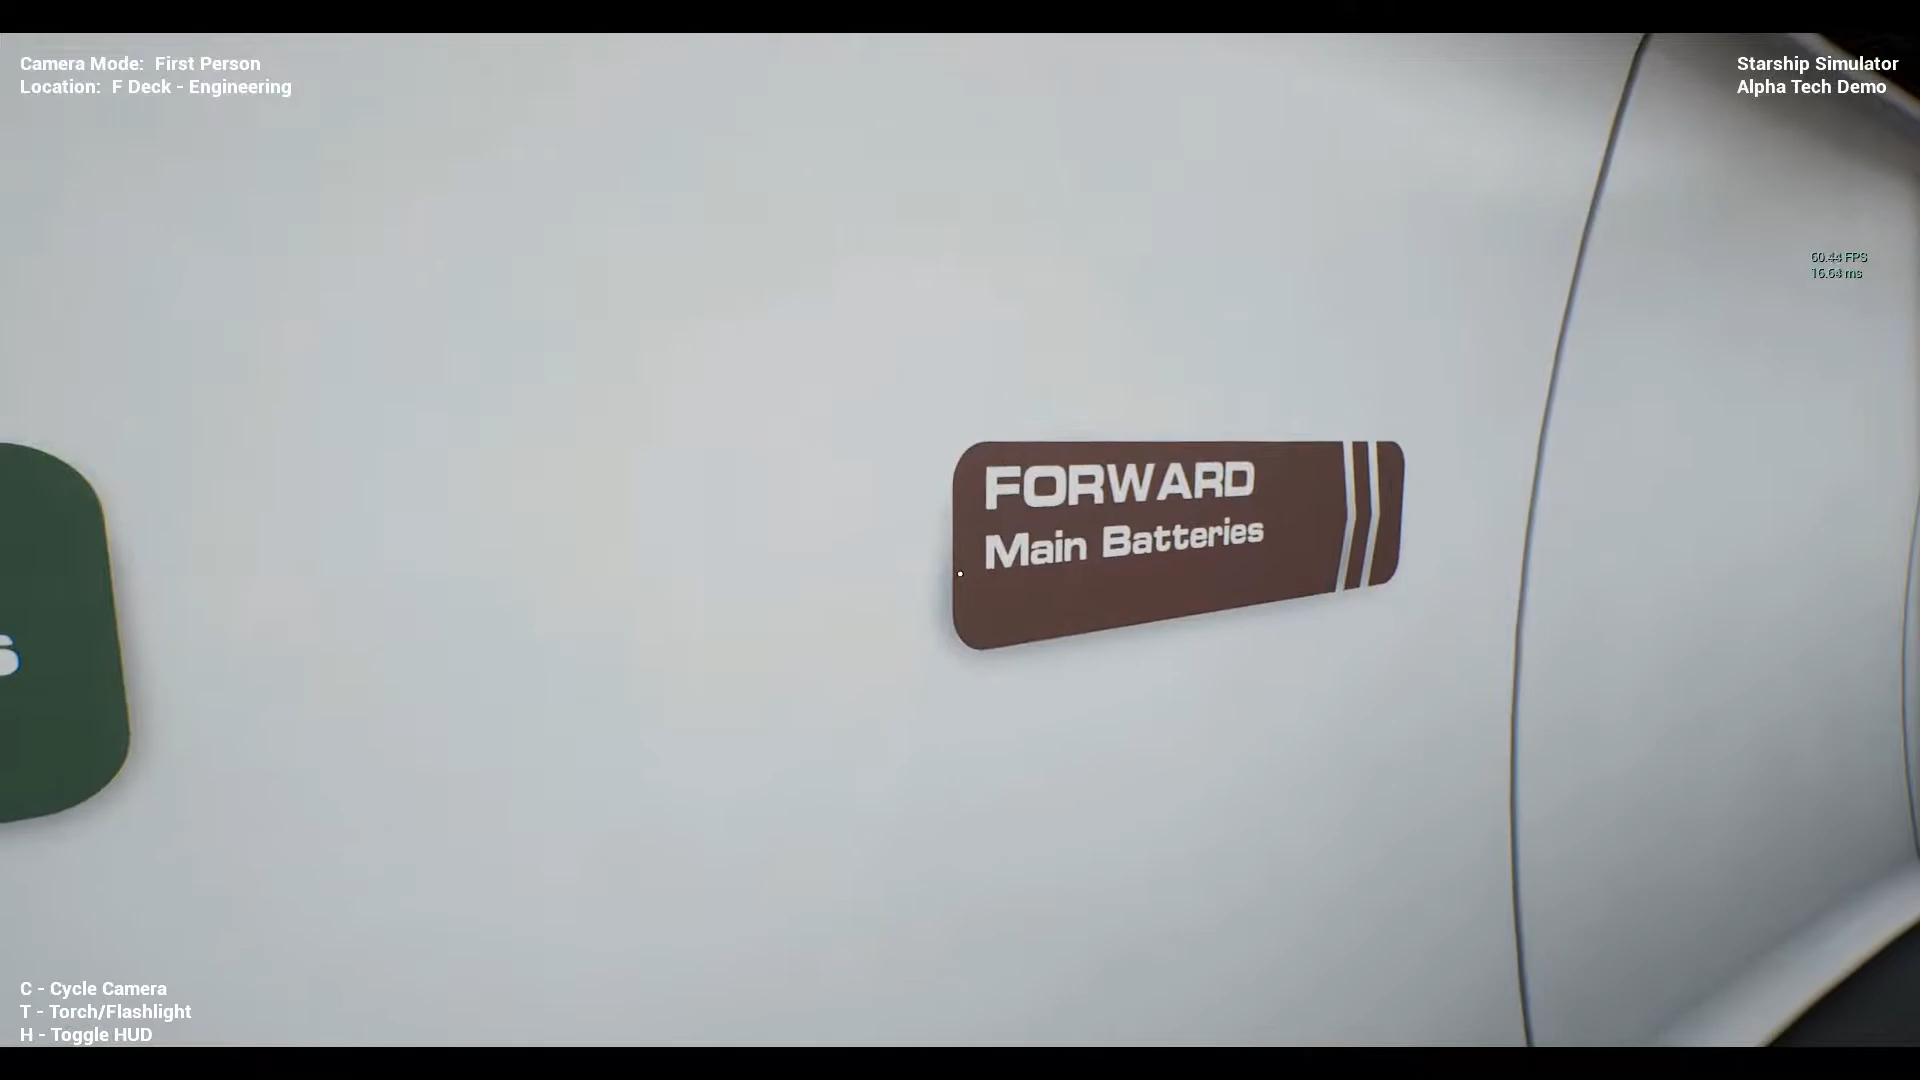 Camera Mode:  First Person
Location:  F Deck - Engineering
Starship Simulator
Alpha Tech Demo
60.44 FPS
16.64 ms
FORWARD
Main Batteries
s
C - Cycle Camera
T - Torch/Flashlight
H - Toggle HUD